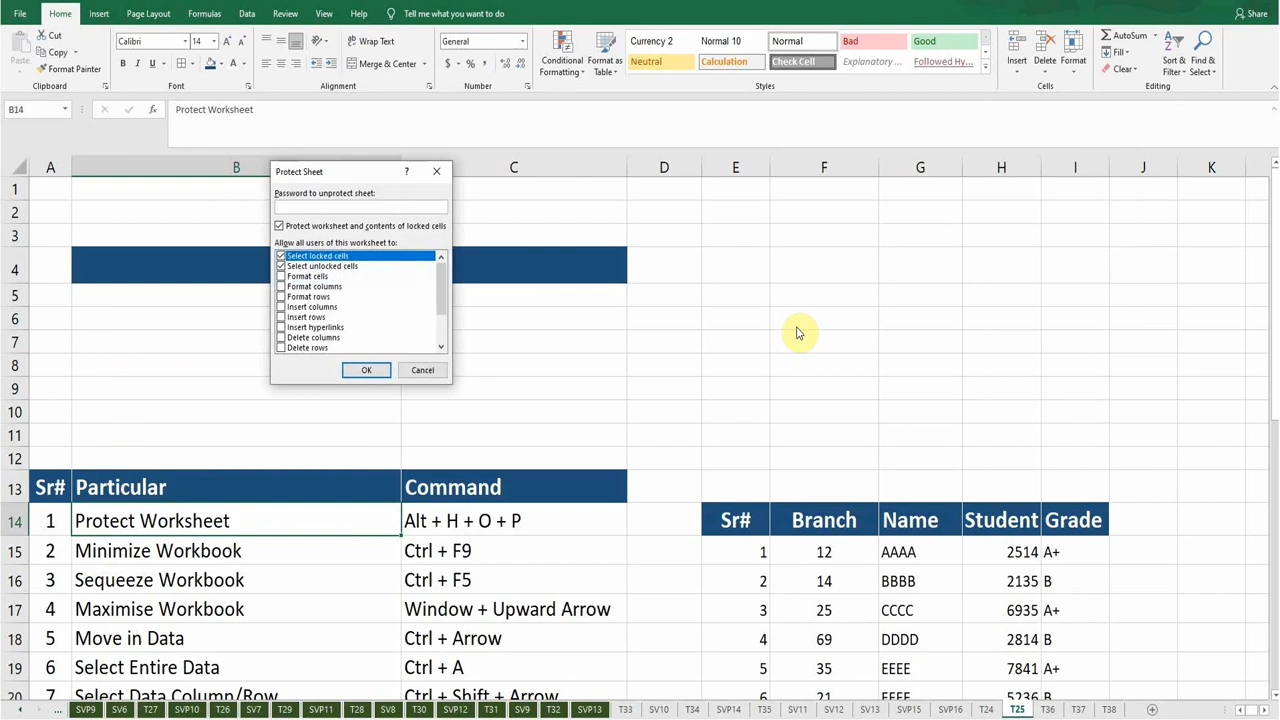 File Home Insert Page Layout Formulas Data Review View Help Tell me what you want to do Share
Cut Calibri 14 Wrap Text General Currency 2 Normal 10 Normal Bad Good AutoSum
Paste Copy Format Painter Merge & Center Conditional Formatting Format as Table Neutral Calculation Check Cell Explanatory ... Followed Hy... Insert Delete Format Fill Clear Sort & Filter Find & Select
Clipboard Font Alignment Number Styles Cells Editing
B14 fx Protect Worksheet
A B C D E F G H I J K
Protect Sheet ?
Password to unprotect sheet:
Protect worksheet and contents of locked cells
Allow all users of this worksheet to:
Select locked cells
Select unlocked cells
Format cells
Format columns
Format rows
Insert columns
Insert rows
Insert hyperlinks
Delete columns
Delete rows
OK Cancel
1
2
3
4
5
6
7
8
9
10
11
12
13 Sr# Particular Command
14 1 Protect Worksheet Alt + H + O + P Sr# Branch Name Student Grade
15 2 Minimize Workbook Ctrl + F9 1 12 AAAA 2514 A+
16 3 Sequeeze Workbook Ctrl + F5 2 14 BBBB 2135 B
17 4 Maximise Workbook Window + Upward Arrow 3 25 CCCC 6935 A+
18 5 Move in Data Ctrl + Arrow 4 69 DDDD 2814 B
19 6 Select Entire Data Ctrl + A 5 35 EEEE 7841 A+
20 7 Select Data Column/Row Ctrl + Shift + Arrow 6 21 5236 B
... SVP9 SV6 T27 SVP10 T26 SV7 T29 SVP11 T28 SV8 T30 SVP12 T31 SV9 T32 SVP13 T33 SV10 T34 SVP14 T35 SV11 T12 SV13 SVP15 SVP16 T24 T25 T36 T37 T38